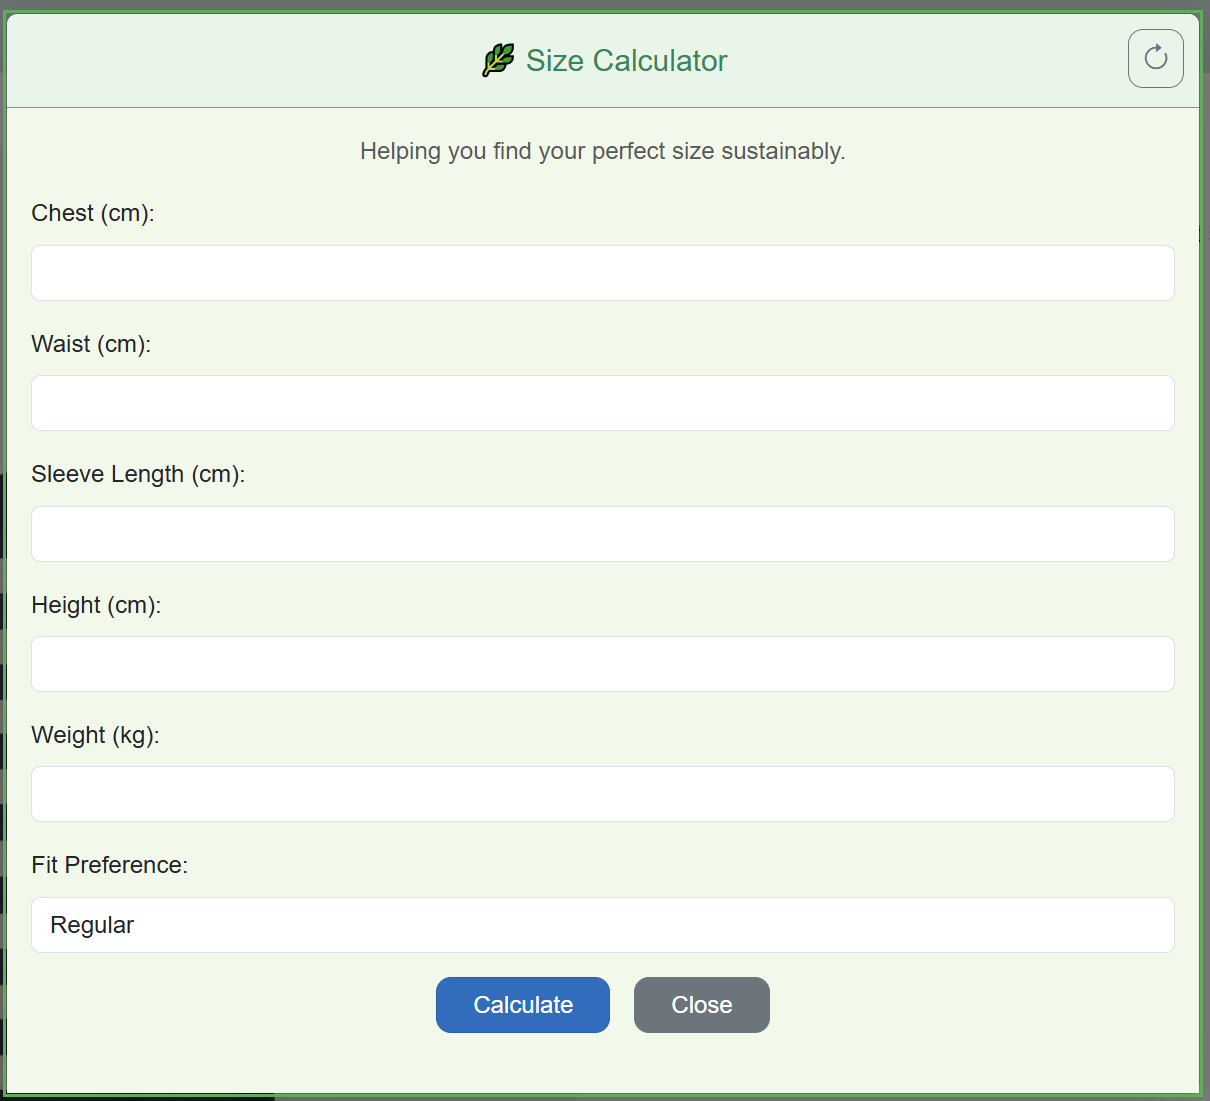 Size Calculator
Helping you find your perfect size sustainably.
Chest (cm):
Waist (cm):
Sleeve Length (cm):
Height (cm):
Weight (kg):
Fit Preference:
Regular
Calculate Close